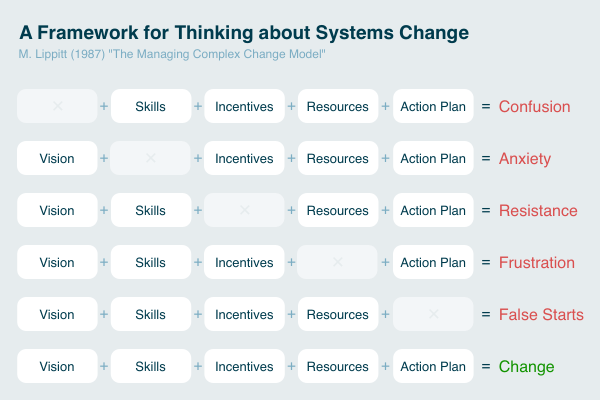 A Framework for Thinking about Systems Change
M. Lippitt (1987) "The Managing Complex Change Model"
× + Skills + Incentives + Resources + Action Plan = Confusion
Vision + × + Incentives + Resources + Action Plan = Anxiety
Vision + Skills + × + Resources + Action Plan = Resistance
Vision + Skills + Incentives + × + Action Plan = Frustration
Vision + Skills + Incentives + Resources + × = False Starts
Vision + Skills + Incentives + Resources + Action Plan = Change